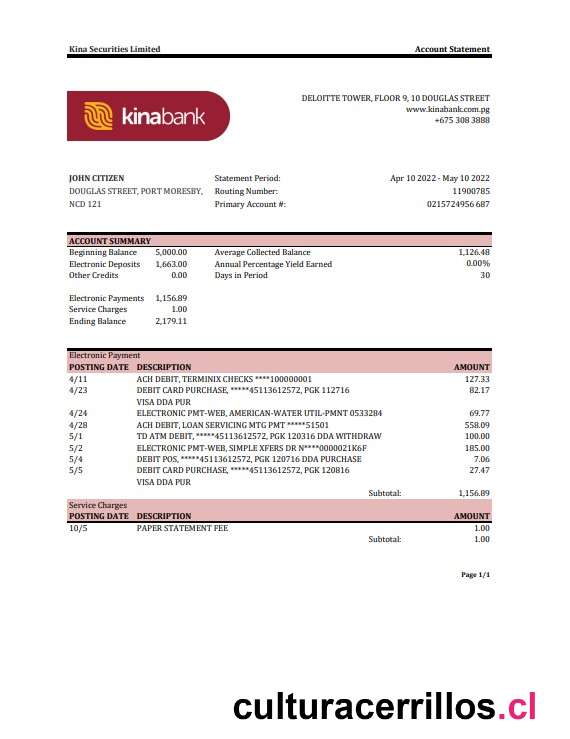 Kina Securities Limited Account Statement
kinabank
DELOITTE TOWER, FLOOR 9, 10 DOUGLAS STREET
www.kinabank.com.pg
+675 308 3888
JOHN CITIZEN Statement Period: Apr 10 2022 - May 10 2022
DOUGLAS STREET, PORT MORESBY, Routing Number: 11900785
NCD 121 Primary Account #: 0215724956 687
ACCOUNT SUMMARY
Beginning Balance 5,000.00 Average Collected Balance 1,126.48
Electronic Deposits 1,663.00 Annual Percentage Yield Earned 0.00%
Other Credits 0.00 Days in Period 30
Electronic Payments 1,156.89
Service Charges 1.00
Ending Balance 2,179.11
Electronic Payment
POSTING DATE DESCRIPTION AMOUNT
4/11 ACH DEBIT, TERMINIX CHECKS ****100000001 127.33
4/23 DEBIT CARD PURCHASE, *****45113612572, PGK 112716 82.17
VISA DDA PUR
4/24 ELECTRONIC PMT-WEB, AMERICAN-WATER UTIL-PMNT 0533284 69.77
4/28 ACH DEBIT, LOAN SERVICING MTG PMT *****51501 558.09
5/1 TD ATM DEBIT, *****45113612572, PGK 120316 DDA WITHDRAW 100.00
5/2 ELECTRONIC PMT-WEB, SIMPLE XFERS DR N****0000021K6F 185.00
5/4 DEBIT POS, *****45113612572, PGK 120716 DDA PURCHASE 7.06
5/5 DEBIT CARD PURCHASE, *****45113612572, PGK 120816 27.47
VISA DDA PUR
Subtotal: 1,156.89
Service Charges
POSTING DATE DESCRIPTION AMOUNT
10/5 PAPER STATEMENT FEE 1.00
Subtotal: 1.00
Page 1/1
culturacerrillos.cl